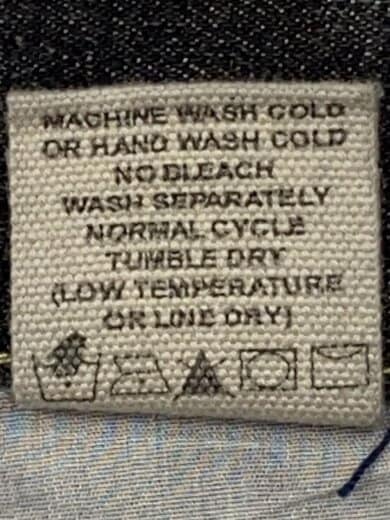 MACHINE WASH COLD
OR HAND WASH COLD
NO BLEACH
WASH SEPARATELY
NORMAL CYCLE
TUMBLE DRY
(LOW TEMPERATURE
OR LINE DRY)